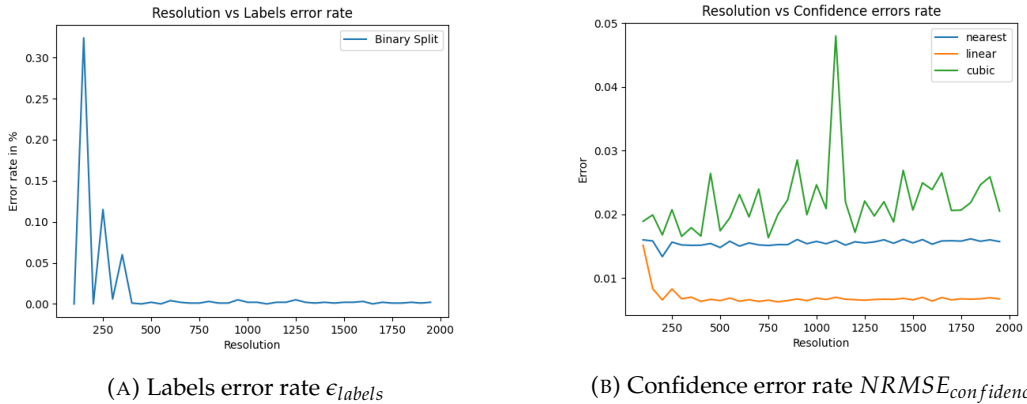 Resolution vs Labels error rate
Binary Split
Error rate in %
0.30
0.25
0.20
0.15
0.10
0.05
0.00
250 500 750 1000 1250 1500 1750 2000
Resolution
(A) Labels error rate ϵlabels
Resolution vs Confidence errors rate
nearest
linear
cubic
Error
0.05
0.04
0.03
0.02
0.01
250 500 750 1000 1250 1500 1750 2000
Resolution
(B) Confidence error rate NRMSEconfidenc